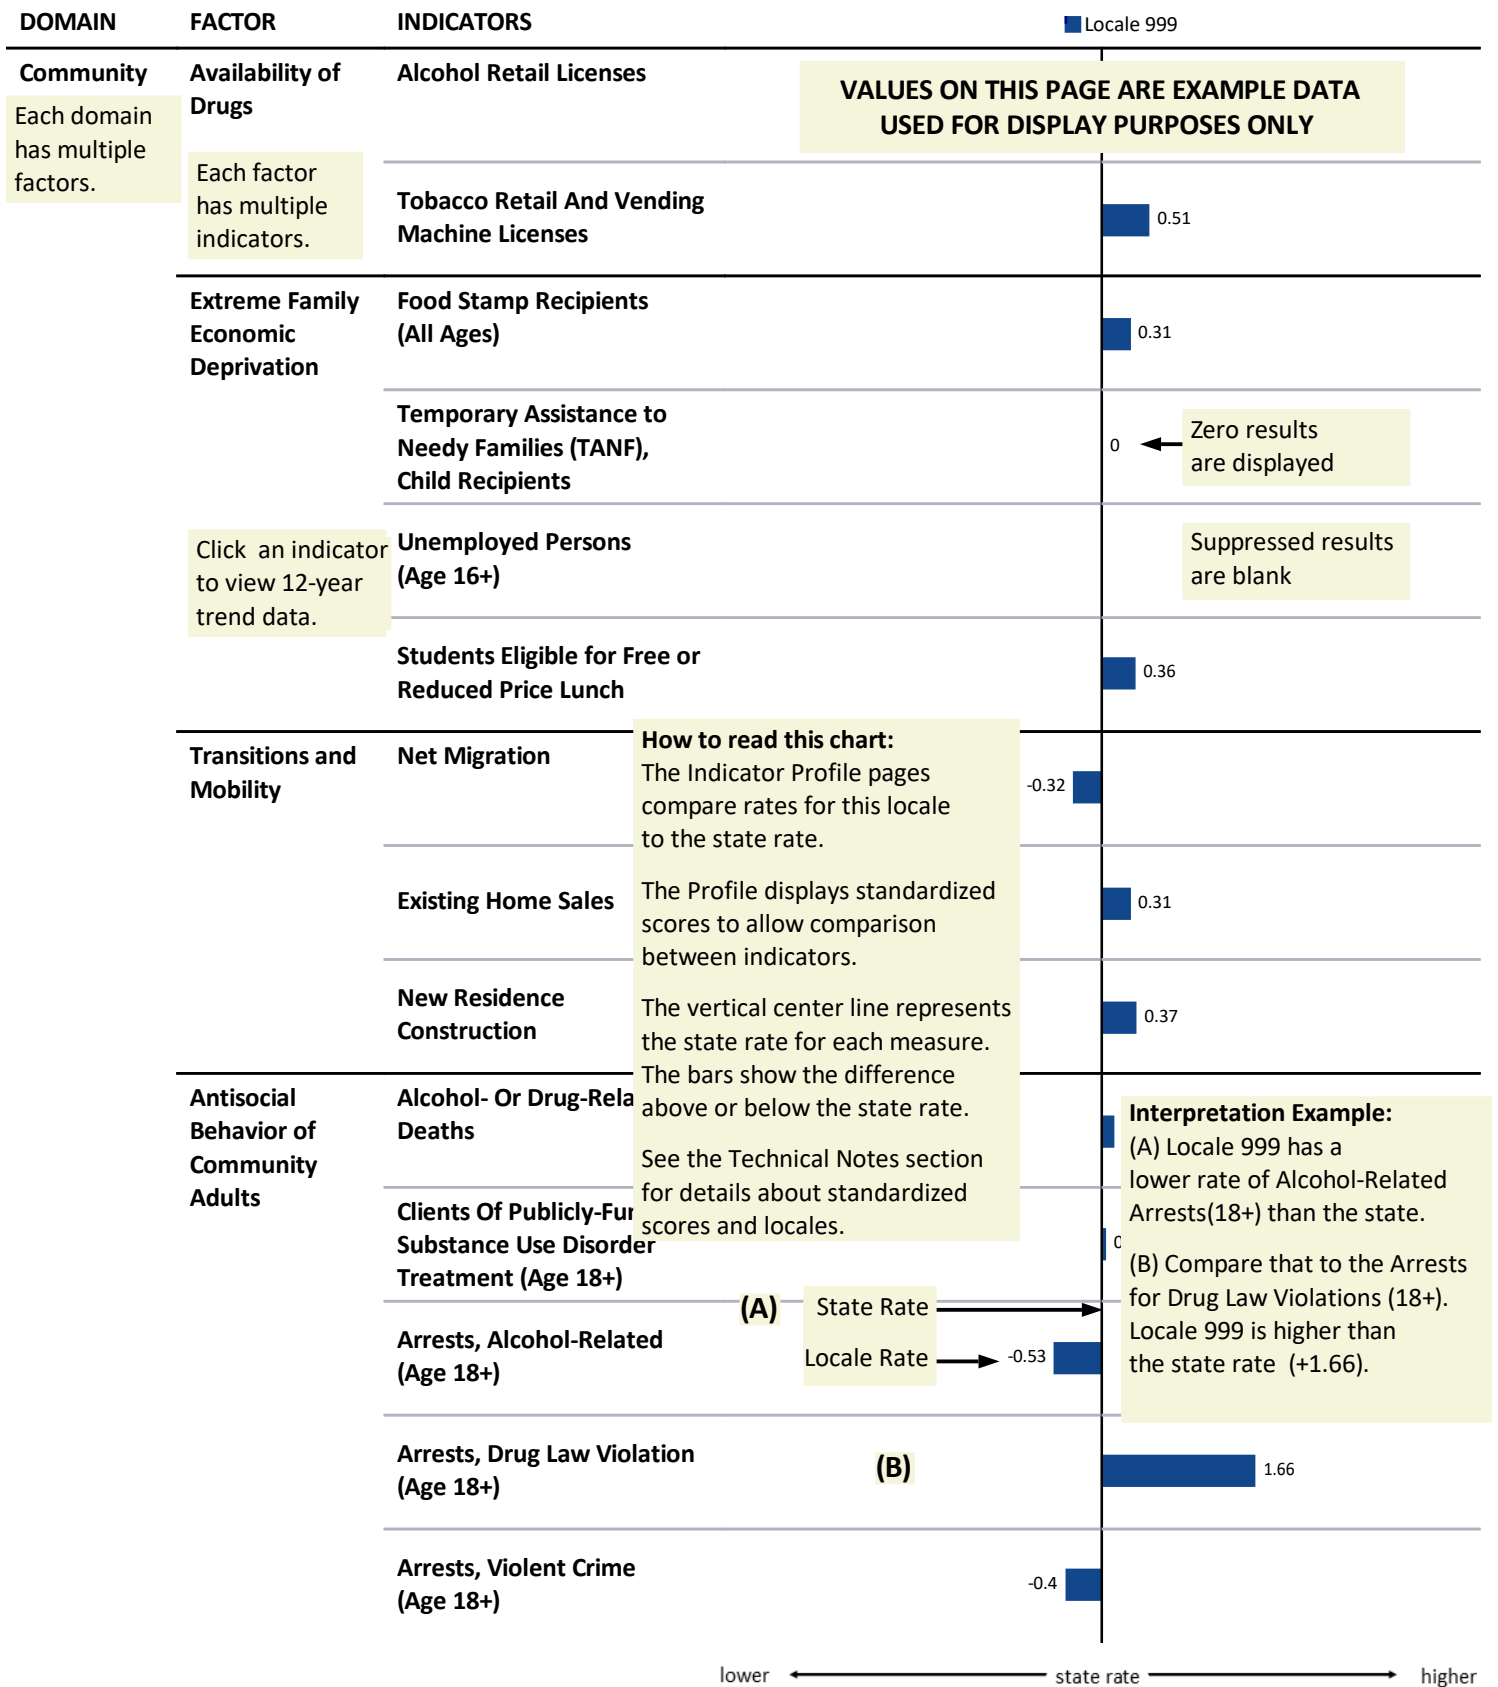 DOMAIN FACTOR INDICATORS Locale 999
Community
Each domain
has multiple
factors.
Availability of
Drugs
Each factor
has multiple
indicators.
Alcohol Retail Licenses
VALUES ON THIS PAGE ARE EXAMPLE DATA
USED FOR DISPLAY PURPOSES ONLY
Tobacco Retail And Vending
Machine Licenses
0.51
Extreme Family
Economic
Deprivation
Food Stamp Recipients
(All Ages)
0.31
Temporary Assistance to
Needy Families (TANF),
Child Recipients
0
Zero results
are displayed
Click an indicator
to view 12-year
trend data.
Unemployed Persons
(Age 16+)
Suppressed results
are blank
Students Eligible for Free or
Reduced Price Lunch
0.36
Transitions and
Mobility
Net Migration
-0.32
How to read this chart:
The Indicator Profile pages
compare rates for this locale
to the state rate.
The Profile displays standardized
scores to allow comparison
between indicators.
The vertical center line represents
the state rate for each measure.
The bars show the difference
above or below the state rate.
See the Technical Notes section
for details about standardized
scores and locales.
Existing Home Sales
0.31
New Residence
Construction
0.37
Antisocial
Behavior of
Community
Adults
Alcohol- Or Drug-Rela
Deaths
Interpretation Example:
(A) Locale 999 has a
lower rate of Alcohol-Related
Arrests(18+) than the state.
(B) Compare that to the Arrests
for Drug Law Violations (18+).
Locale 999 is higher than
the state rate (+1.66).
Clients Of Publicly-Fu
Substance Use Disorder
Treatment (Age 18+)
(A) State Rate
Locale Rate
Arrests, Alcohol-Related
(Age 18+)
-0.53
Arrests, Drug Law Violation
(Age 18+)
(B)
1.66
Arrests, Violent Crime
(Age 18+)
-0.4
lower state rate higher